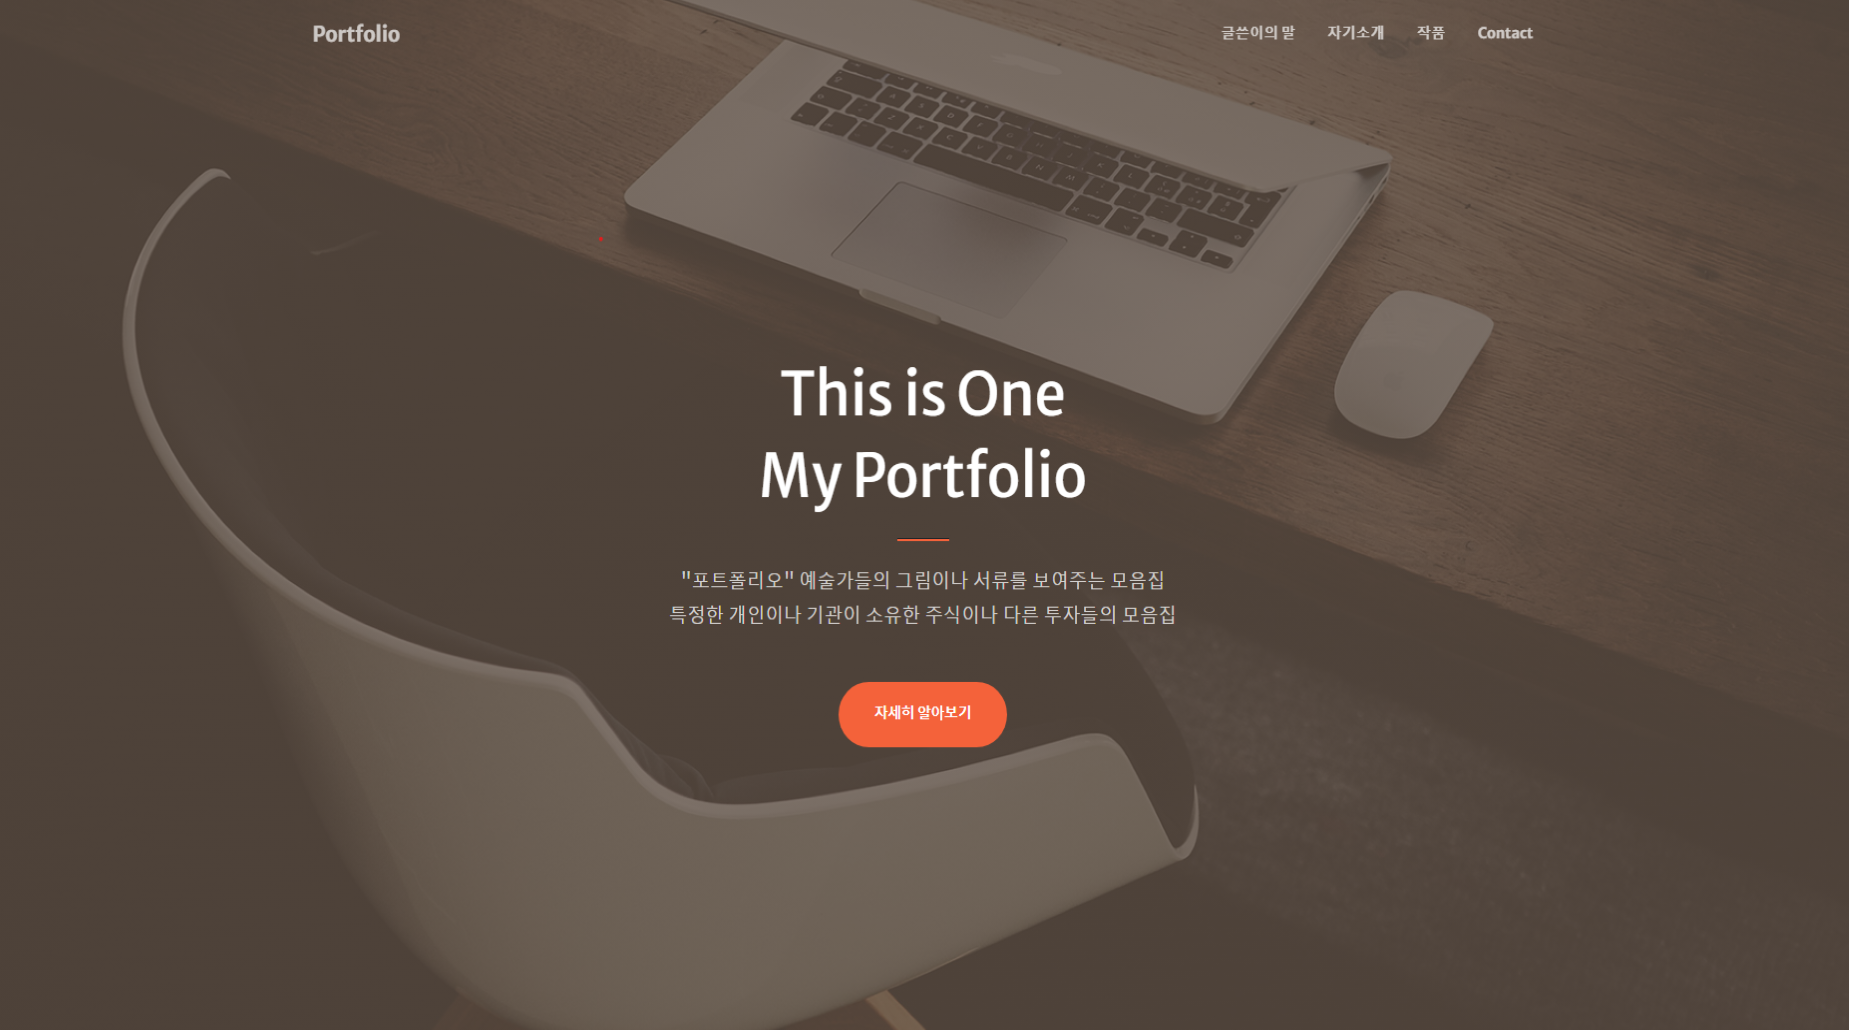 Portfolio
글쓴이의 말 자기소개 작품 Contact
This is One
My Portfolio
"포트폴리오" 예술가들의 그림이나 서류를 보여주는 모음집
특정한 개인이나 기관이 소유한 주식이나 다른 투자들의 모음집
자세히 알아보기